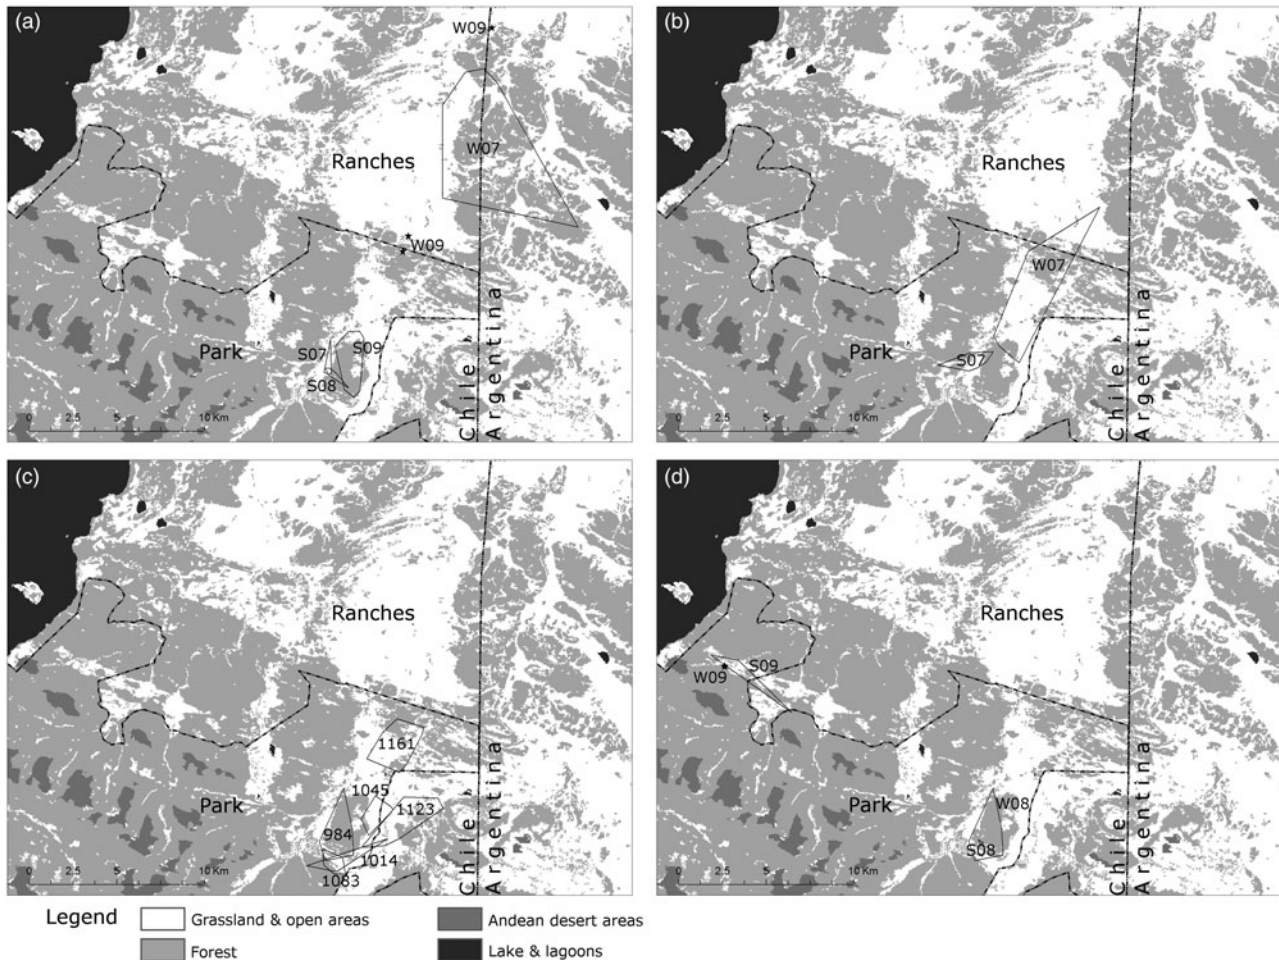 (a)
W09
W07
Ranches
W09
Park
S07
S09
S08
Chile
Argentina
0 2.5 5 10 Km
(b)
Ranches
W07
Park
S07
Chile
Argentina
0 2.5 5 10 Km
(c)
Ranches
1161
Park
1045
1123
984
1014
1083
Chile
Argentina
0 2.5 5 10 Km
(d)
Ranches
S09
W09
Park
W08
S08
Chile
Argentina
0 2.5 5 10 Km
Legend
Grassland & open areas
Andean desert areas
Forest
Lake & lagoons